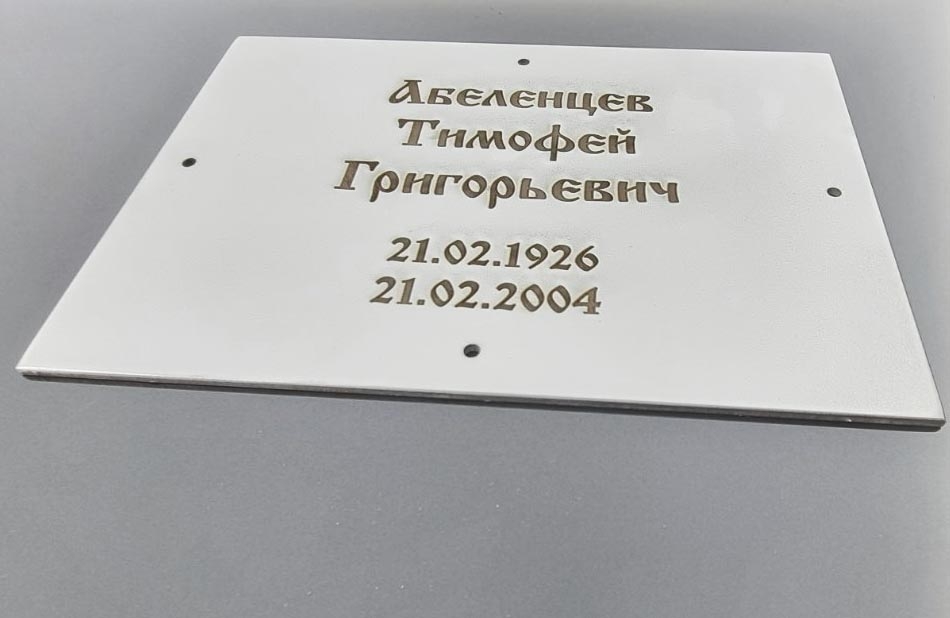 Абеленцев
Тимофей
Григорьевич
21.02.1926
21.02.2004